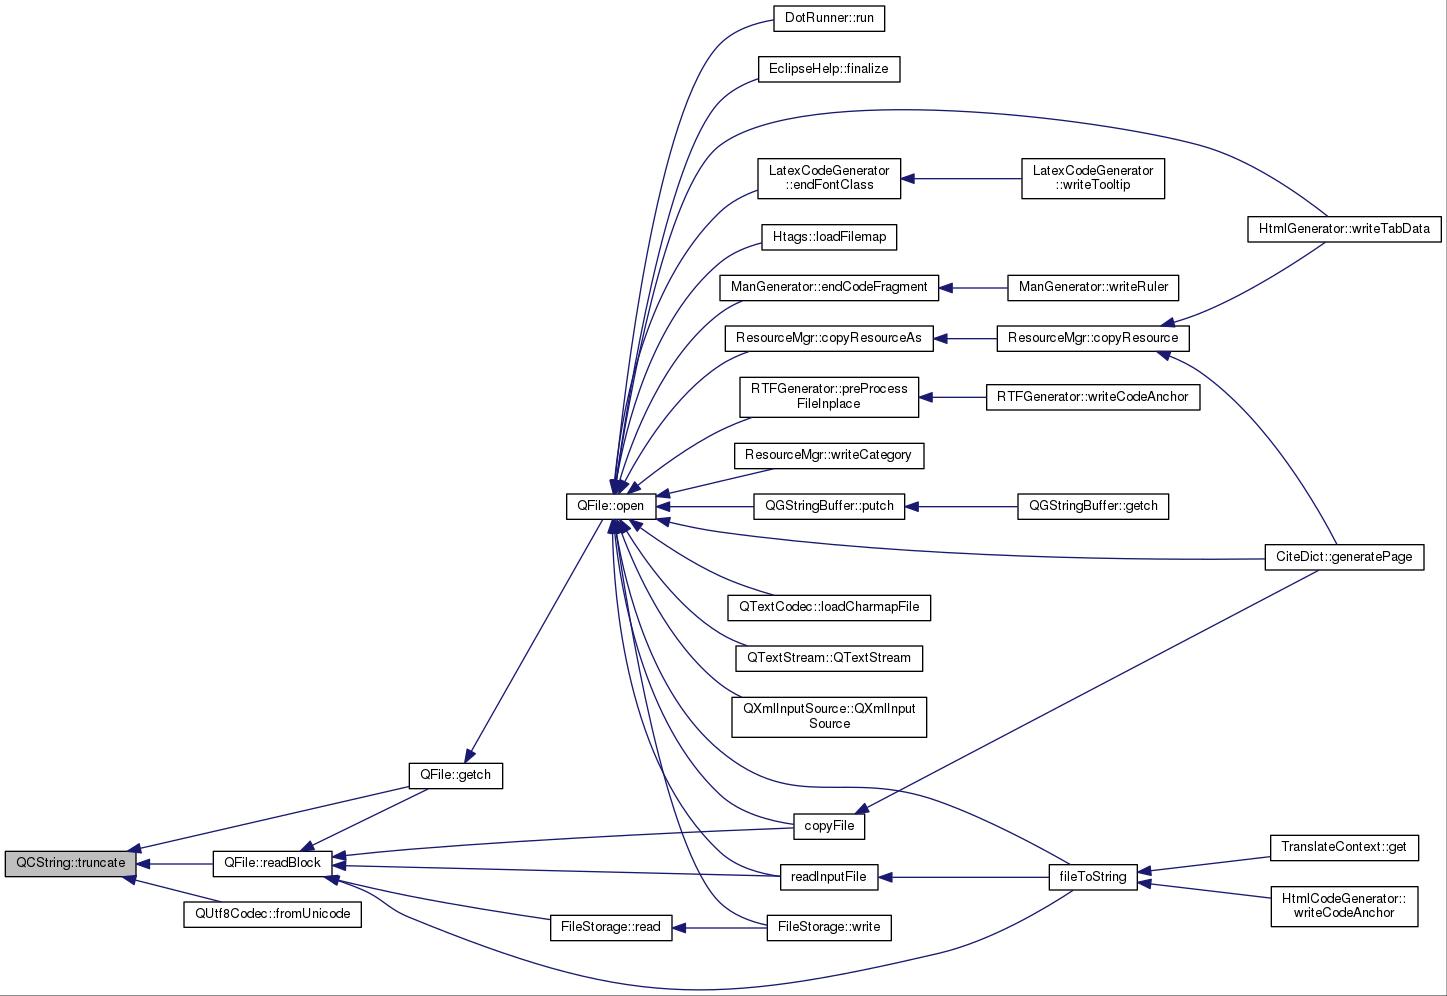 DotRunner::run
EclipseHelp::finalize
LatexCodeGenerator
::endFontClass
LatexCodeGenerator
::writeTooltip
HtmlGenerator::writeTabData
Htags::loadFilemap
ManGenerator::endCodeFragment
ManGenerator::writeRuler
ResourceMgr::copyResourceAs
ResourceMgr::copyResource
RTFGenerator::preProcess
FileInplace
RTFGenerator::writeCodeAnchor
ResourceMgr::writeCategory
QFile::open
QGStringBuffer::putch
QGStringBuffer::getch
CiteDict::generatePage
QTextCodec::loadCharmapFile
QTextStream::QTextStream
QXmlInputSource::QXmlInput
Source
QFile::getch
copyFile
QCString::truncate
QFile::readBlock
readInputFile
fileToString
TranslateContext::get
HtmlCodeGenerator::
writeCodeAnchor
QUtf8Codec::fromUnicode
FileStorage::read
FileStorage::write